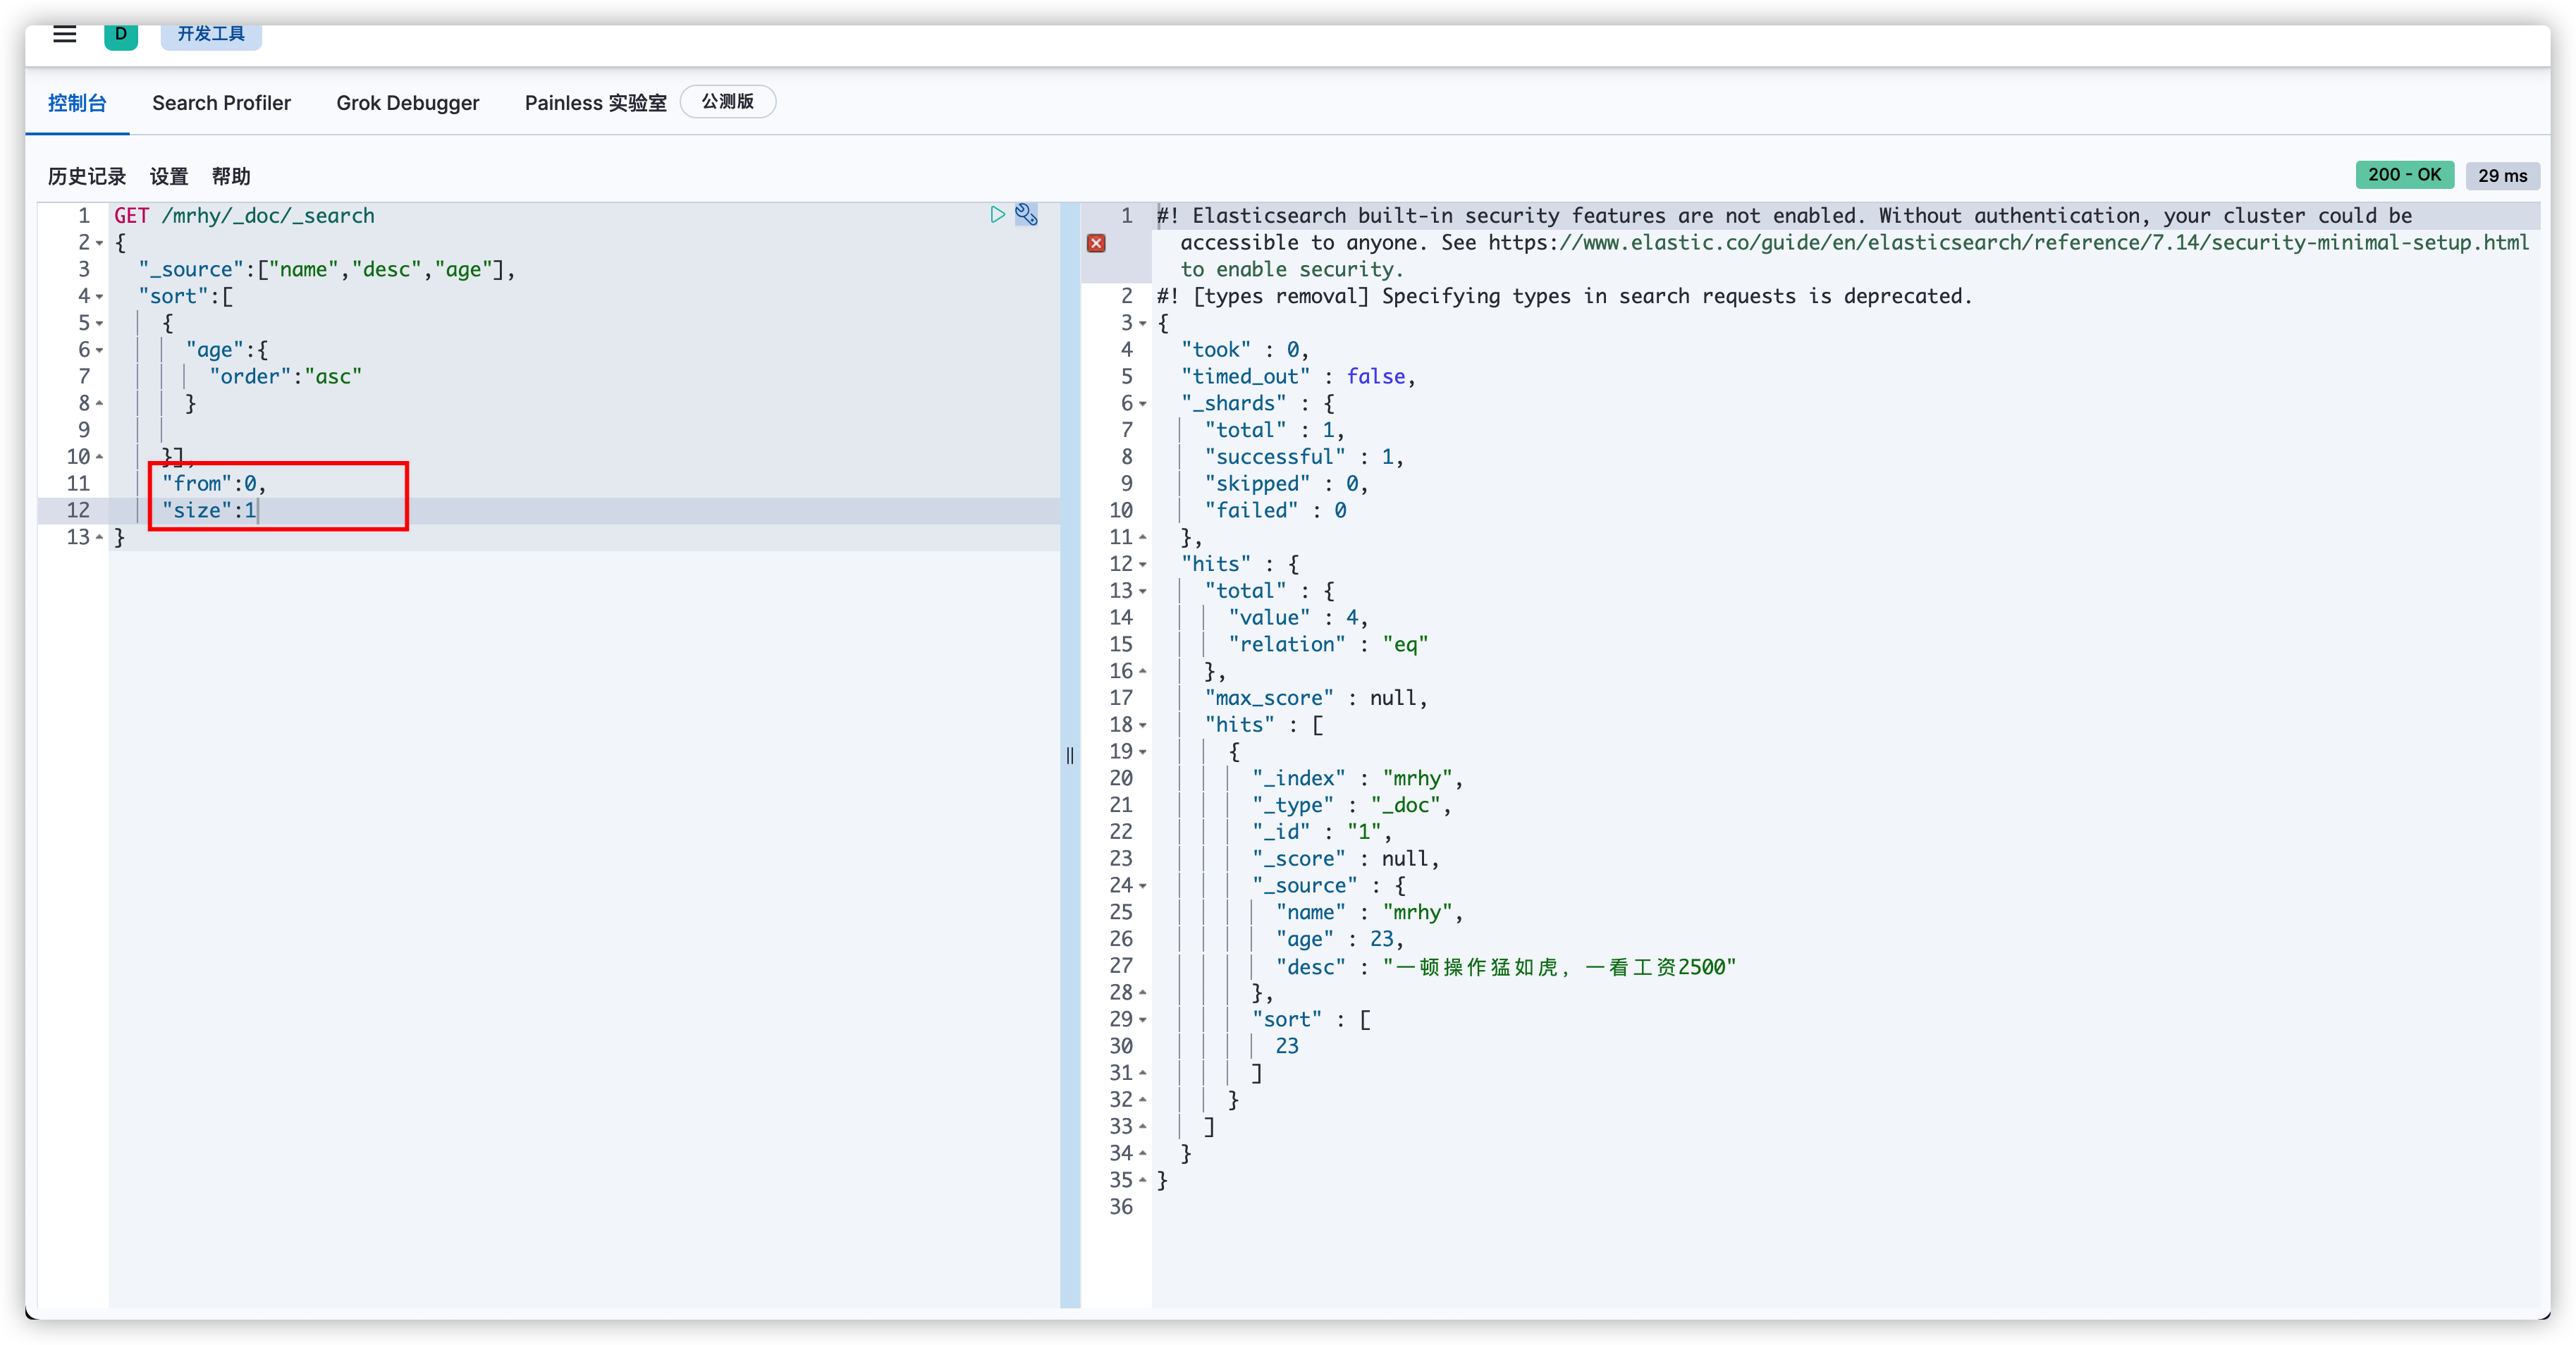 D 开发工具
控制台 Search Profiler Grok Debugger Painless 实验室 公测版
历史记录 设置 帮助
200 - OK 29 ms
1 GET /mrhy/_doc/_search
2 {
3 "_source":["name","desc","age"],
4 "sort":[
5 {
6 "age":{
7 "order":"asc"
8 }
9
10 }],
11 "from":0,
12 "size":1
13 }
1 #! Elasticsearch built-in security features are not enabled. Without authentication, your cluster could be
accessible to anyone. See https://www.elastic.co/guide/en/elasticsearch/reference/7.14/security-minimal-setup.html
to enable security.
2 #! [types removal] Specifying types in search requests is deprecated.
3 {
4 "took" : 0,
5 "timed_out" : false,
6 "_shards" : {
7 "total" : 1,
8 "successful" : 1,
9 "skipped" : 0,
10 "failed" : 0
11 },
12 "hits" : {
13 "total" : {
14 "value" : 4,
15 "relation" : "eq"
16 },
17 "max_score" : null,
18 "hits" : [
19 {
20 "_index" : "mrhy",
21 "_type" : "_doc",
22 "_id" : "1",
23 "_score" : null,
24 "_source" : {
25 "name" : "mrhy",
26 "age" : 23,
27 "desc" : "一顿操作猛如虎，一看工资2500"
28 },
29 "sort" : [
30 23
31 ]
32 }
33 ]
34 }
35 }
36